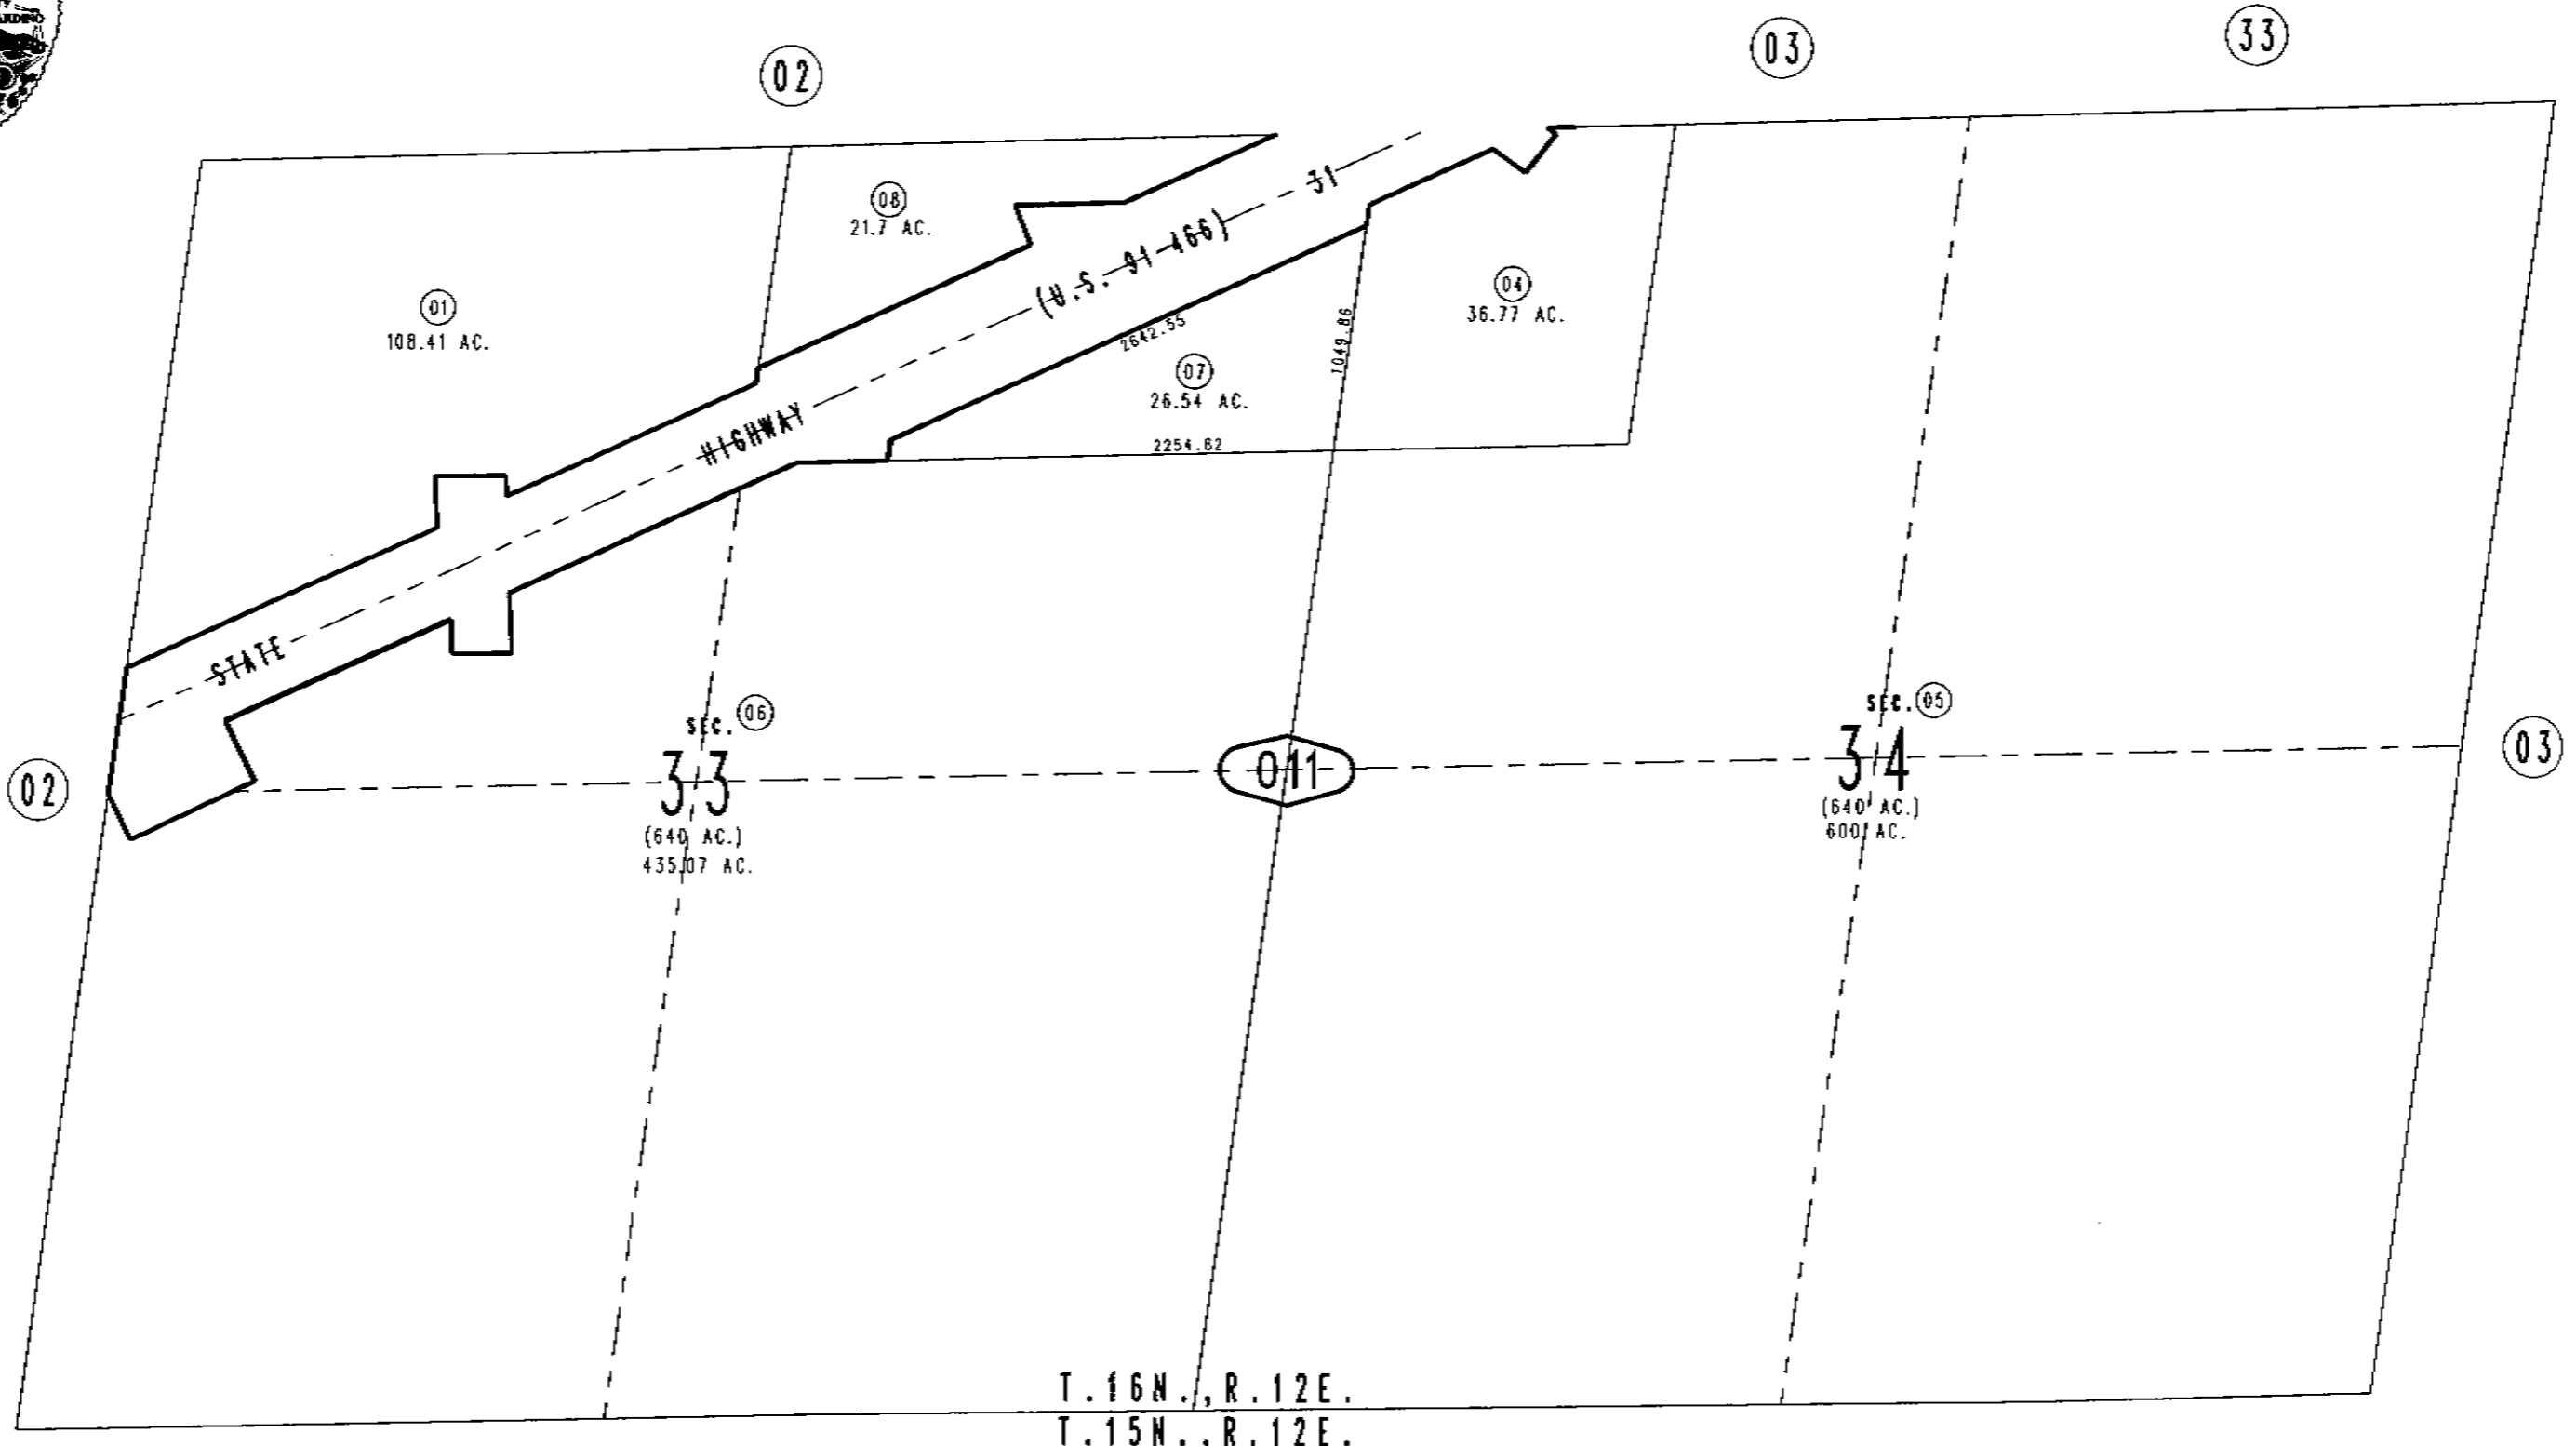 ARDINO
02
03
33
08
21.7 AC.
31
(U.S. 91-466)
01
108.41 AC.
04
36.77 AC.
2642.55
1049.86
07
26.54 AC.
2254.62
HIGHWAY
STATE
SEC. 06
33
(640 AC.)
435.07 AC.
011
SEC. 05
34
(640 AC.)
600 AC.
02
03
T.16N.,R.12E.
T.15N.,R.12E.